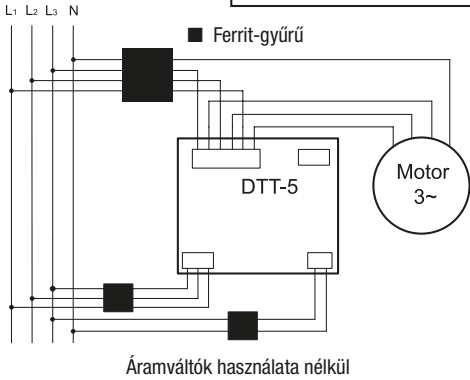 L₁ L₂ L₃ N
Ferrit-gyűrű
DTT-5
Motor
3~
Áramváltók használata nélkül